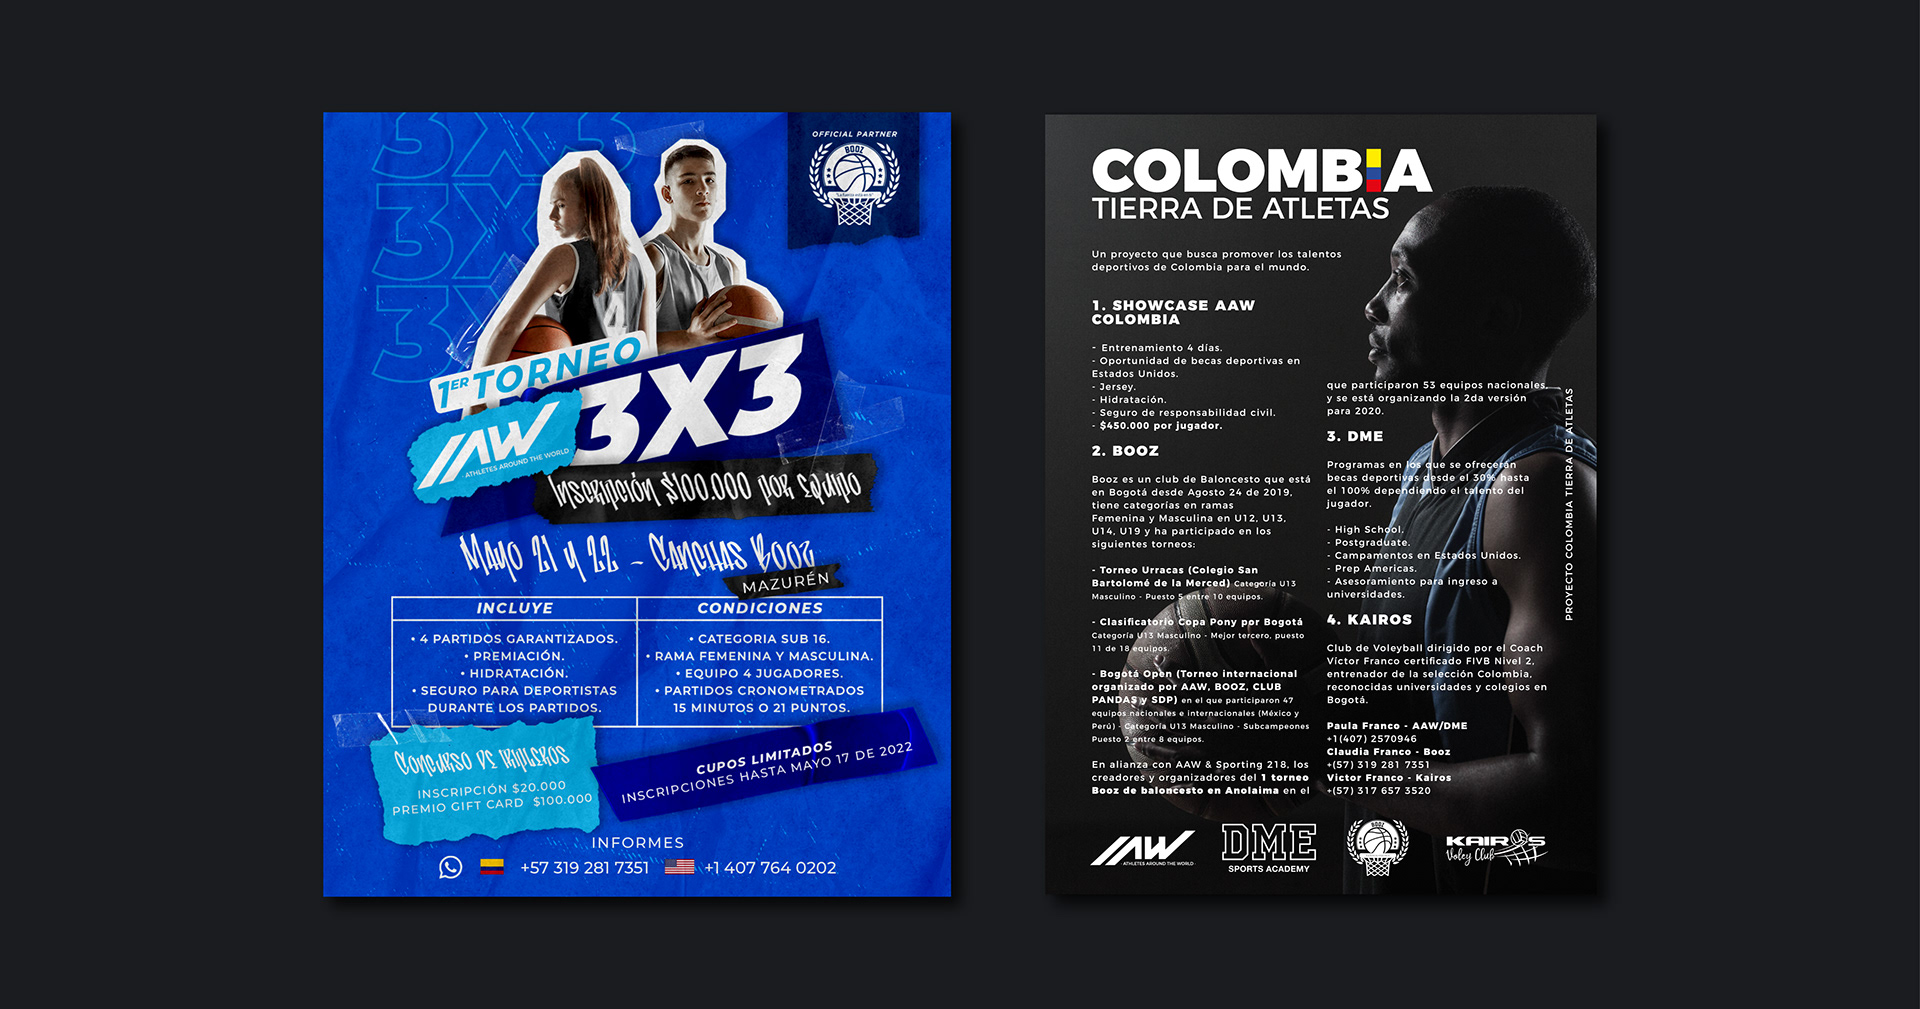 3X3
3X3
3X3
OFFICIAL PARTNER
BOOZ
4
1ER TORNEO
3X3
AAW
ATHLETES AROUND THE WORLD
Inscripción $100.000 por equipo
Mayo 21 y 22 - Canchas Booz
MAZURÉN
INCLUYE
• 4 PARTIDOS GARANTIZADOS.
• PREMIACIÓN.
• HIDRATACIÓN.
• SEGURO PARA DEPORTISTAS
DURANTE LOS PARTIDOS.
CONDICIONES
• CATEGORIA SUB 16.
• RAMA FEMENINA Y MASCULINA.
• EQUIPO 4 JUGADORES.
• PARTIDOS CRONOMETRADOS
15 MINUTOS O 21 PUNTOS.
Concurso de tripleros
INSCRIPCIÓN $20.000
PREMIO GIFT CARD $100.000
CUPOS LIMITADOS
INSCRIPCIONES HASTA MAYO 17 DE 2022
INFORMES
+57 319 281 7351
+1 407 764 0202
COLOMBIA
TIERRA DE ATLETAS
Un proyecto que busca promover los talentos
deportivos de Colombia para el mundo.
1. SHOWCASE AAW
COLOMBIA
- Entrenamiento 4 días.
- Oportunidad de becas deportivas en
Estados Unidos.
- Jersey.
- Hidratación.
- Seguro de responsabilidad civil.
- $450.000 por jugador.
2. BOOZ
Booz es un club de Baloncesto que está
en Bogotá desde Agosto 24 de 2019,
tiene categorías en ramas
Femenina y Masculina en U12, U13,
U14, U19 y ha participado en los
siguientes torneos:
- Torneo Urracas (Colegio San
Bartolomé de la Merced) Categoría U13
Masculino - Puesto 5 entre 10 equipos.
- Clasificatorio Copa Pony por Bogotá
Categoría U13 Masculino - Mejor tercero, puesto
11 de 18 equipos.
- Bogotá Open (Torneo internacional
organizado por AAW, BOOZ, CLUB
PANDAS y SDP) en el que participaron 47
equipos nacionales e internacionales (México y
Perú) - Categoría U13 Masculino - Subcampeones
Puesto 2 entre 8 equipos.
En alianza con AAW & Sporting 218, los
creadores y organizadores del 1 torneo
Booz de baloncesto en Anolaima en el
que participaron 53 equipos nacionales,
y se está organizando la 2da versión
para 2020.
3. DME
Programas en los que se ofrecerán
becas deportivas desde el 30% hasta
el 100% dependiendo el talento del
jugador.
- High School.
- Postgraduate.
- Campamentos en Estados Unidos.
- Prep Americas.
- Asesoramiento para ingreso a
universidades.
4. KAIROS
Club de Voleyball dirigido por el Coach
Víctor Franco certificado FIVB Nivel 2,
entrenador de la selección Colombia,
reconocidas universidades y colegios en
Bogotá.
Paula Franco - AAW/DME
+1(407) 2570946
Claudia Franco - Booz
+(57) 319 281 7351
Victor Franco - Kairos
+(57) 317 657 3520
PROYECTO COLOMBIA TIERRA DE ATLETAS
AAW
·ATHLETES AROUND THE WORLD·
DME
SPORTS ACADEMY
BOOZ
KAIROS
Voley Club